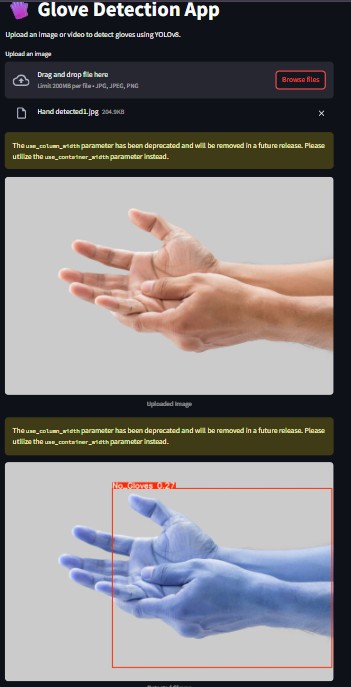 Glove Detection App
Upload an image or video to detect gloves using YOLOv8.
Upload an image
Drag and drop file here
Limit 200MB per file • JPG, JPEG, PNG
Browse files
Hand detected1.jpg 204.9KB
The use_column_width parameter has been deprecated and will be removed in a future release. Please
utilize the use_container_width parameter instead.
Uploaded Image
The use_column_width parameter has been deprecated and will be removed in a future release. Please
utilize the use_container_width parameter instead.
No_Gloves 0.27